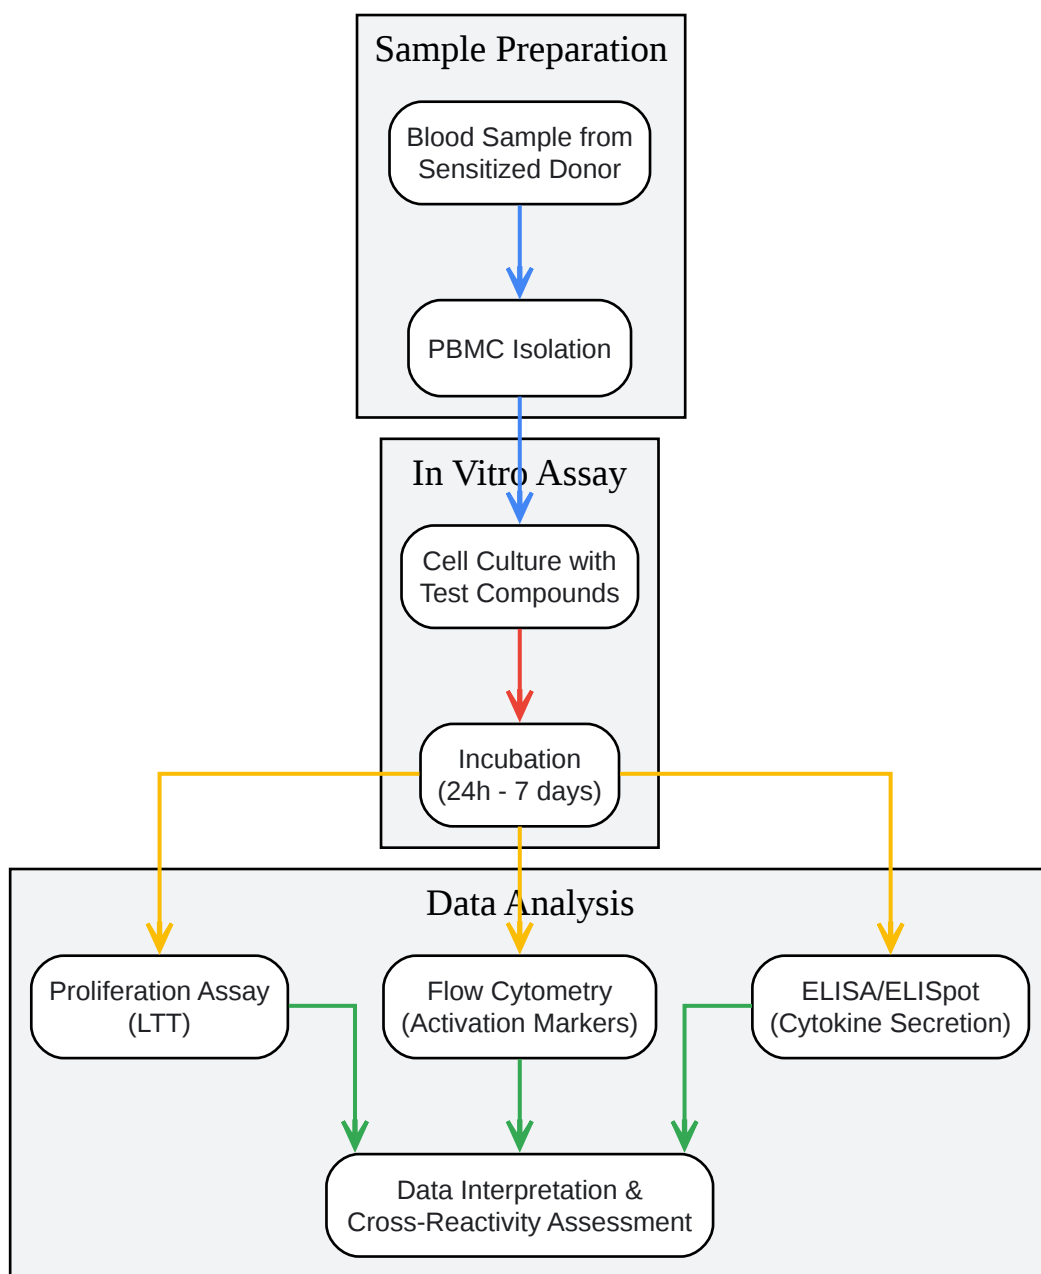 Sample Preparation
Blood Sample from
Sensitized Donor
PBMC Isolation
In Vitro Assay
Cell Culture with
Test Compounds
Incubation
(24h - 7 days)
Data Analysis
Proliferation Assay
(LTT)
Flow Cytometry
(Activation Markers)
ELISA/ELISpot
(Cytokine Secretion)
Data Interpretation &
Cross-Reactivity Assessment